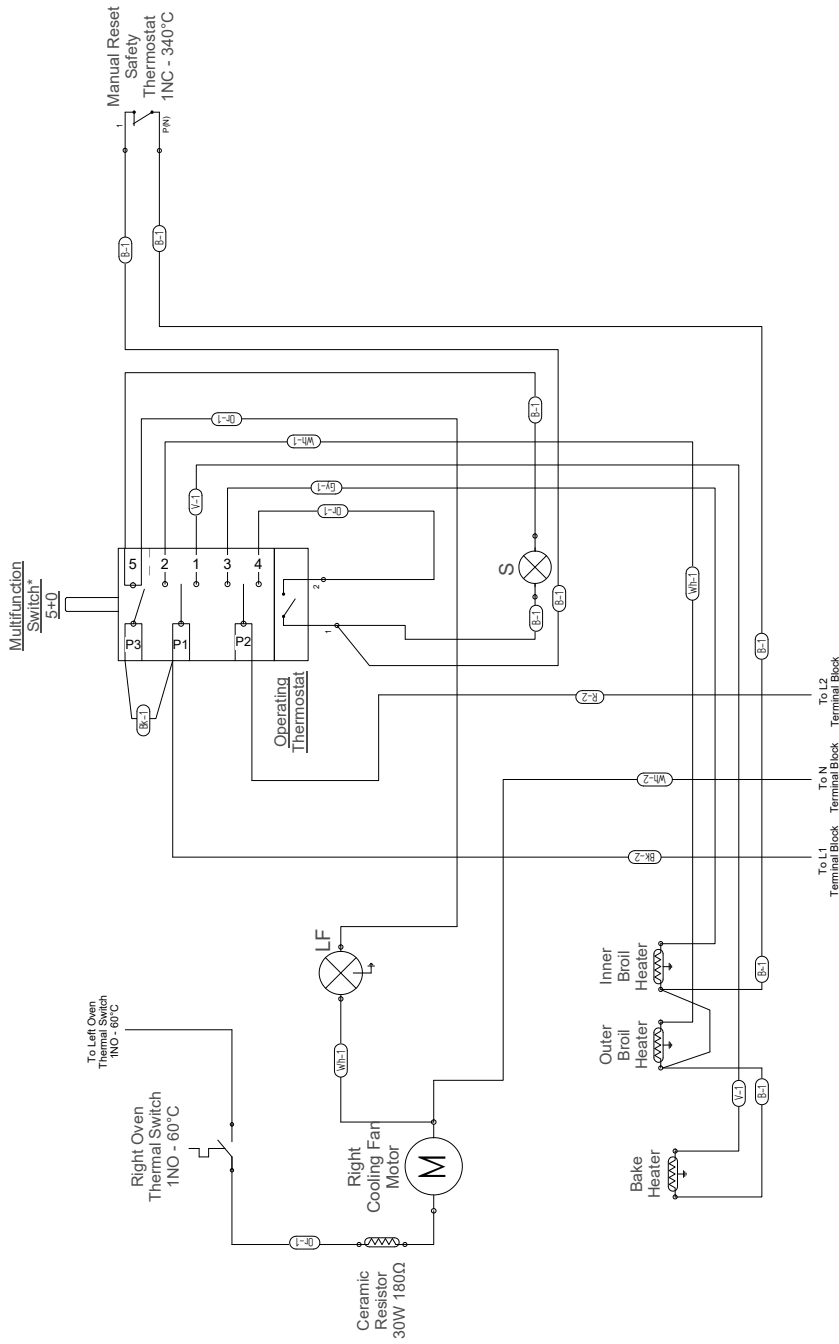 Manual Reset
Safety
Thermostat
1NC - 340°C
1
P(N)
B-1
B-1
Multifunction
Switch*
5+0
Or-1
Wh-1
V-1
Gy-1
Or-1
5
2
1
3
4
P3
P1
P2
Bk-1
2
1
Operating
Thermostat
B-1
S
B-1
B-1
Wh-1
B-1
R-2
To L2
Terminal Block
Wh-2
To N
Terminal Block
Bk-2
To L1
Terminal Block
To Left Oven
Thermal Switch
1NO - 60°C
Right Oven
Thermal Switch
1NO - 60°C
LF
Wh-1
Right
Cooling Fan
Motor
M
Or-1
Ceramic
Resistor
30W 180Ω
Inner
Broil
Heater
Outer
Broil
Heater
Bake
Heater
B-1
V-1
B-1